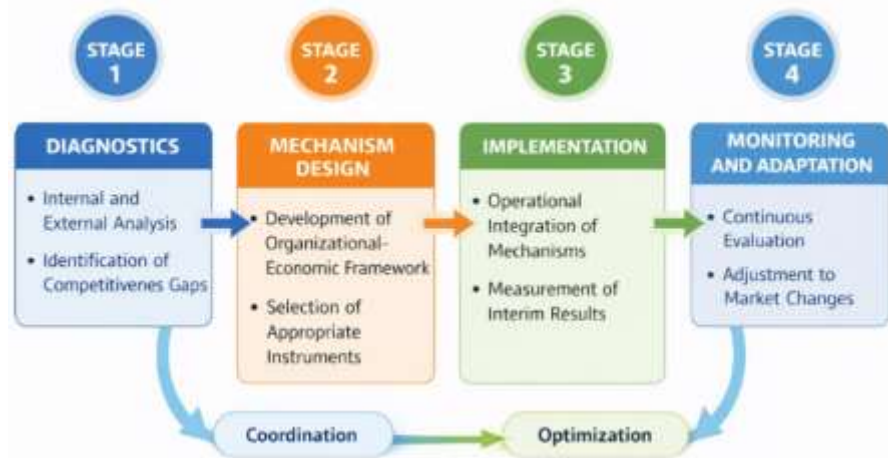 STAGE
1
STAGE
2
STAGE
3
STAGE
4
DIAGNOSTICS
• Internal and
External Analysis
• Identification of
Competitivenes Gaps
MECHANISM
DESIGN
• Development of
Organizational-
Economic Framework
• Selection of
Appropriate
Instruments
IMPLEMENTATION
• Operational
Integration of
Mechanisms
• Measurement of
Interim Results
MONITORING
AND ADAPTATION
• Continuous
Evaluation
• Adjustment to
Market Changes
Coordination
Optimization